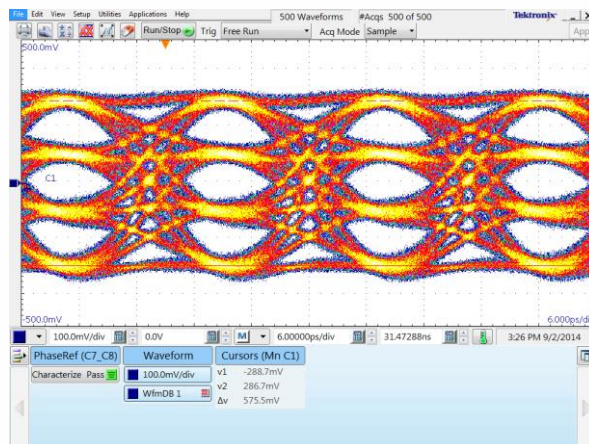 File Edit View Setup Utilities Applications Help 500 Waveforms #Acqs 500 of 500 Tektronix
Run/Stop Trig Free Run Acq Mode Sample App
500.0mV
C1
-500.0mV 6.000ps/di
100.0mV/div 0.0V M 6.00000ps/div 31.47288ns 3:26 PM 9/2/2014
PhaseRef (C7_C8) Waveform Cursors (Mn C1)
Characterize Pass 100.0mV/div v1 -288.7mV
v2 286.7mV
WfmDB 1 Δv 575.5mV